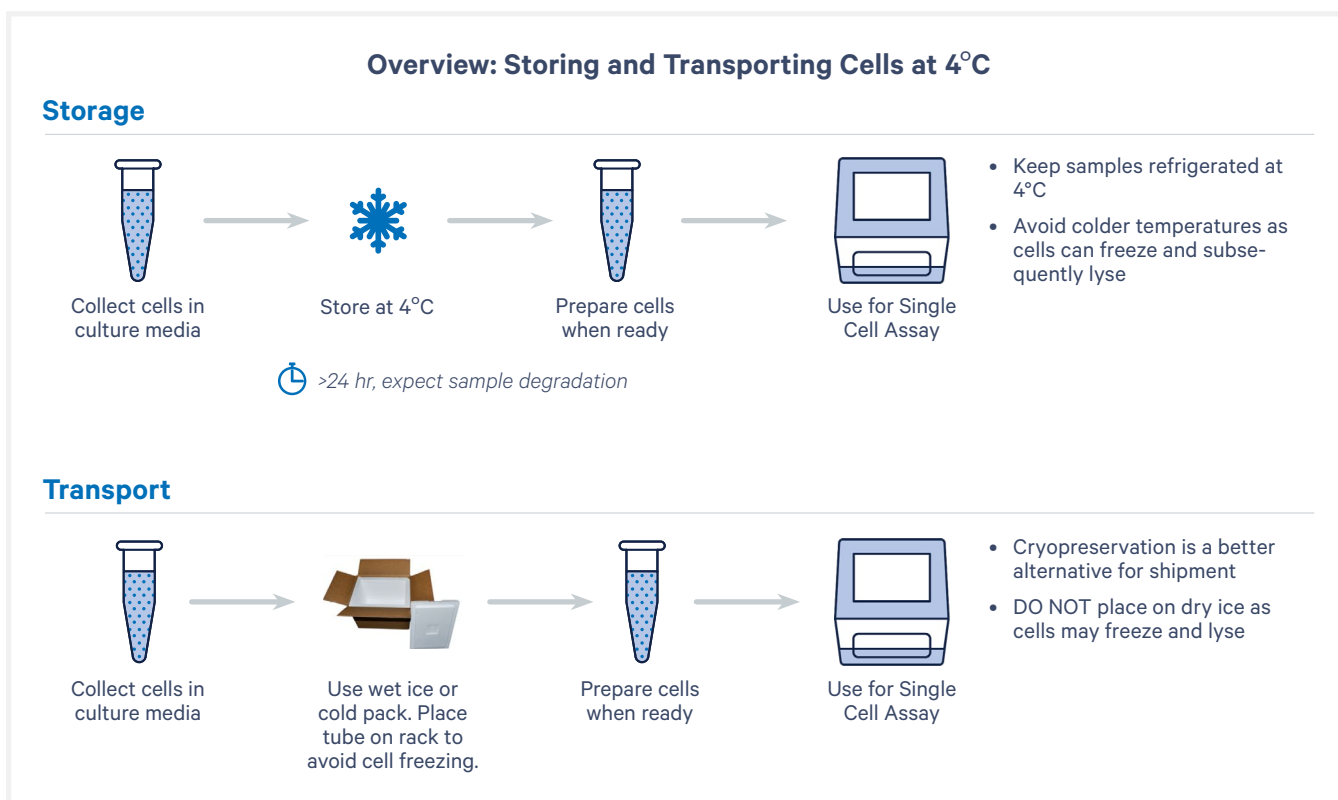 Overview: Storing and Transporting Cells at 4°C
Storage
Collect cells in
culture media
Store at 4°C
Prepare cells
when ready
Use for Single
Cell Assay
• Keep samples refrigerated at
4°C
• Avoid colder temperatures as
cells can freeze and subse-
quently lyse
>24 hr, expect sample degradation
Transport
Collect cells in
culture media
Use wet ice or
cold pack. Place
tube on rack to
avoid cell freezing.
Prepare cells
when ready
Use for Single
Cell Assay
• Cryopreservation is a better
alternative for shipment
• DO NOT place on dry ice as
cells may freeze and lyse